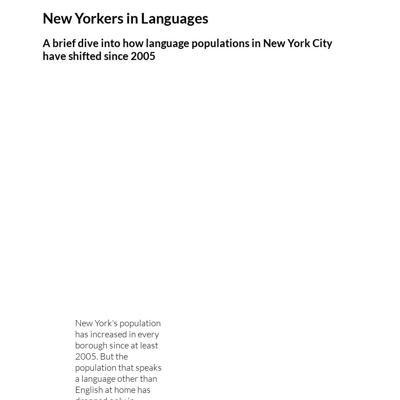 New Yorkers in Languages
A brief dive into how language populations in New York City
have shifted since 2005
New York's population
has increased in every
borough since at least
2005. But the
population that speaks
a language other than
English at home has